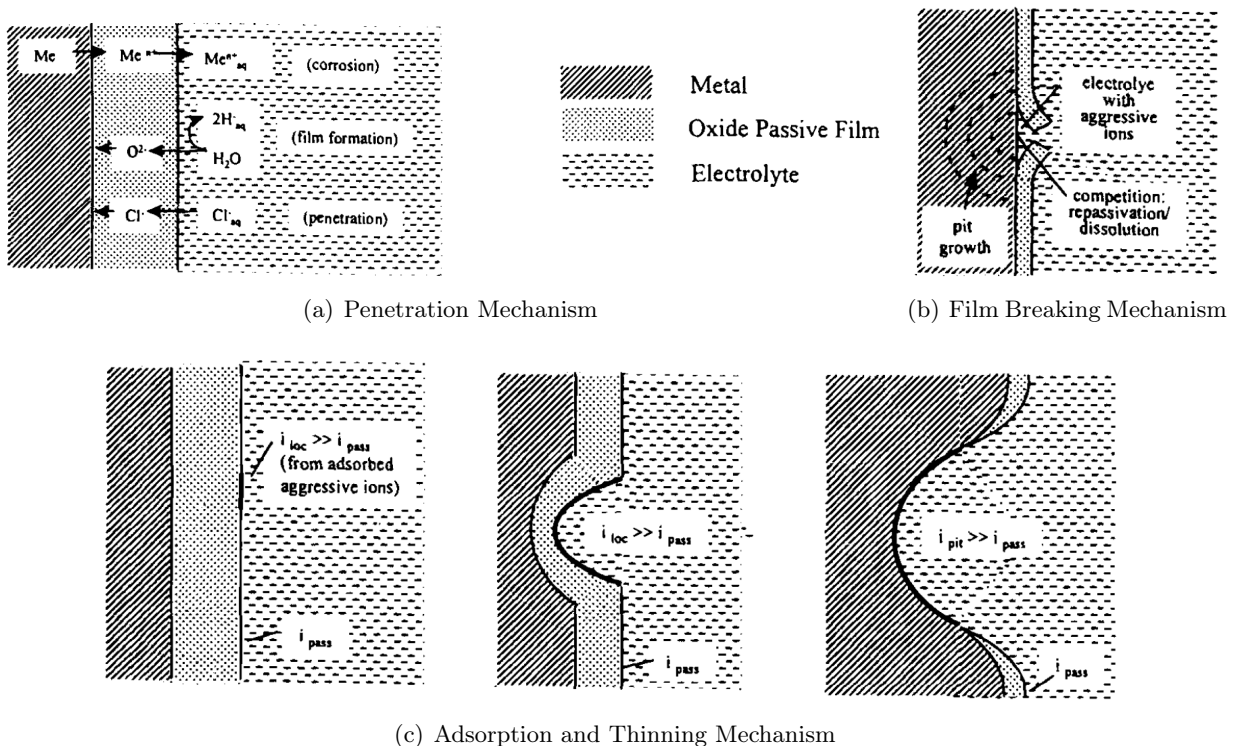 Me
Me n+
Me n+ aq
(corrosion)
2H· aq
(film formation)
O2·
H2O
Cl·
Cl· aq
(penetration)
Metal
Oxide Passive Film
Electrolyte
electrolye
with
aggressive
ions
competition:
repassivation/
dissolution
pit
growth
(a) Penetration Mechanism
(b) Film Breaking Mechanism
i loc >> i pass
(from adsorbed
aggressive ions)
i pass
i loc >> i pass
i pass
i pit >> i pass
i pass
(c) Adsorption and Thinning Mechanism